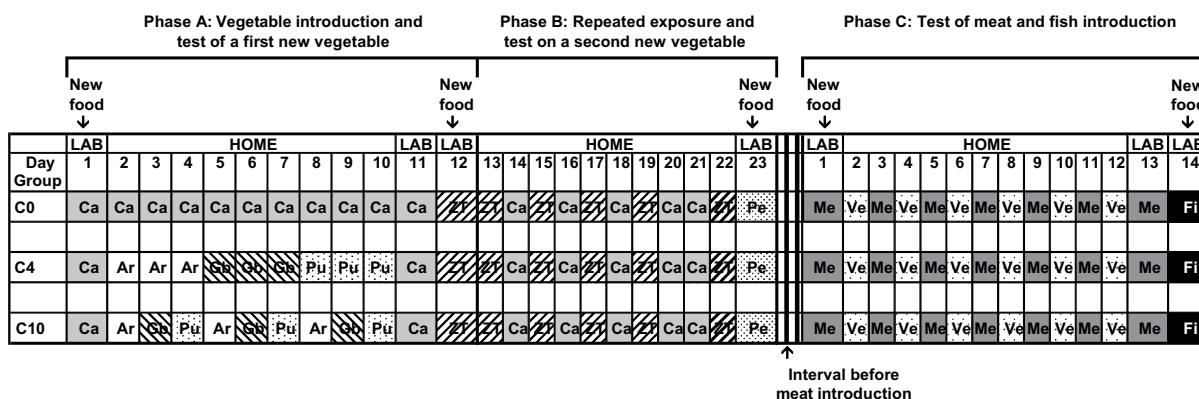 Phase A: Vegetable introduction and
test of a first new vegetable
Phase B: Repeated exposure and
test on a second new vegetable
Phase C: Test of meat and fish introduction
New New New New New
food food food food food
LAB HOME LAB LAB HOME LAB LAB HOME LAB LAB
Day 1 2 3 4 5 6 7 8 9 10 11 12 13 14 15 16 17 18 19 20 21 22 23 1 2 3 4 5 6 7 8 9 10 11 12 13 14
Group
C0 Ca Ca Ca Ca Ca Ca Ca Ca Ca Ca Ca ZT ZT Ca ZT Ca ZT Ca ZT Ca Ca ZT Pe Me Ve Me Ve Me Ve Me Ve Me Ve Me Ve Me Fi
C4 Ca Ar Ar Ar Gb Gb Gb Pu Pu Pu Ca ZT ZT Ca ZT Ca ZT Ca ZT Ca Ca ZT Pe Me Ve Me Ve Me Ve Me Ve Me Ve Me Ve Me Fi
C10 Ca Ar Gb Pu Ar Gb Pu Ar Gb Pu Ca ZT ZT Ca ZT Ca ZT Ca ZT Ca Ca ZT Pe Me Ve Me Ve Me Ve Me Ve Me Ve Me Ve Me Fi
Interval before
meat introduction